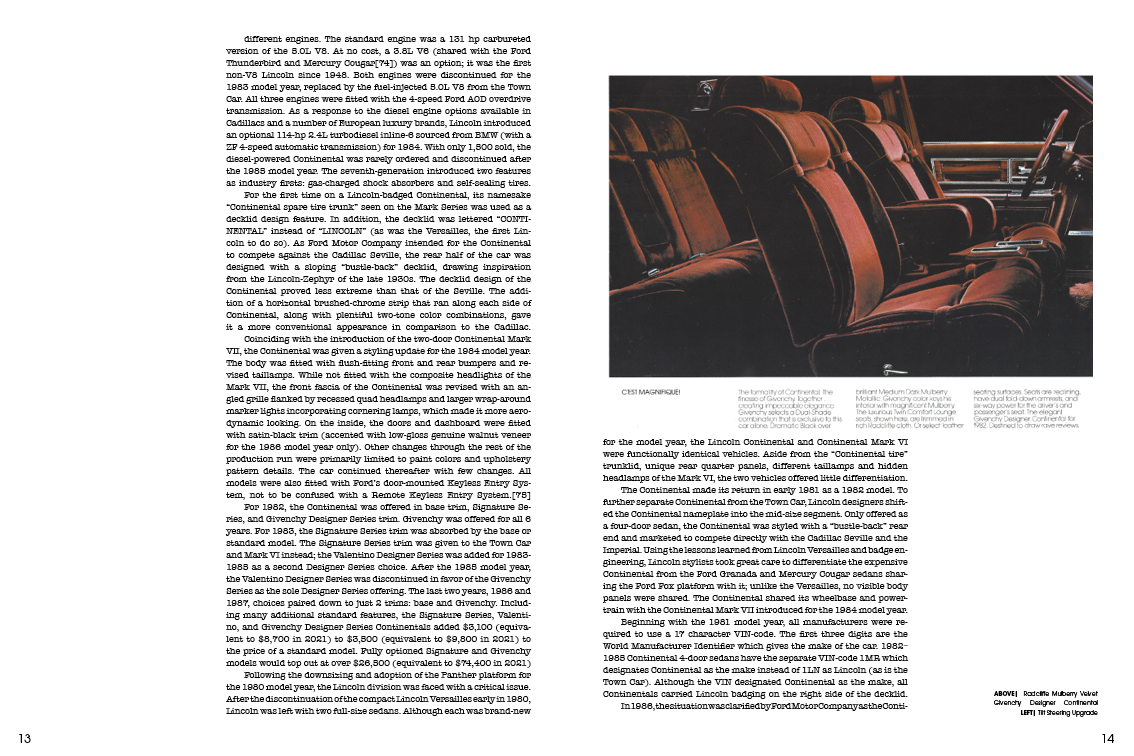 different engines. The standard engine was a 131 hp carbureted
version of the 5.0L V8. At no cost, a 3.8L V6 (shared with the Ford
Thunderbird and Mercury Cougar[74]) was an option; it was the first
non-V8 Lincoln since 1948. Both engines were discontinued for the
1983 model year, replaced by the fuel-injected 5.0L V8 from the Town
Car. All three engines were fitted with the 4-speed Ford AOD overdrive
transmission. As a response to the diesel engine options available in
Cadillacs and a number of European luxury brands, Lincoln introduced
an optional 114-hp 2.4L turbodiesel inline-6 sourced from BMW (with a
ZF 4-speed automatic transmission) for 1984. With only 1,500 sold, the
diesel-powered Continental was rarely ordered and discontinued after
the 1985 model year. The seventh-generation introduced two features
as industry firsts: gas-charged shock absorbers and self-sealing tires.
For the first time on a Lincoln-badged Continental, its namesake
“Continental spare tire trunk” seen on the Mark Series was used as a
decklid design feature. In addition, the decklid was lettered “CONTI-
NENTAL” instead of “LINCOLN” (as was the Versailles, the first Lin-
coln to do so). As Ford Motor Company intended for the Continental
to compete against the Cadillac Seville, the rear half of the car was
designed with a sloping “bustle-back” decklid, drawing inspiration
from the Lincoln-Zephyr of the late 1930s. The decklid design of the
Continental proved less extreme than that of the Seville. The addi-
tion of a horizontal brushed-chrome strip that ran along each side of
Continental, along with plentiful two-tone color combinations, gave
it a more conventional appearance in comparison to the Cadillac.
Coinciding with the introduction of the two-door Continental Mark
VII, the Continental was given a styling update for the 1984 model year.
The body was fitted with flush-fitting front and rear bumpers and re-
vised taillamps. While not fitted with the composite headlights of the
Mark VII, the front fascia of the Continental was revised with an an-
gled grille flanked by recessed quad headlamps and larger wrap-around
marker lights incorporating cornering lamps, which made it more aero-
dynamic looking. On the inside, the doors and dashboard were fitted
with satin-black trim (accented with low-gloss genuine walnut veneer
for the 1986 model year only). Other changes through the rest of the
production run were primarily limited to paint colors and upholstery
pattern details. The car continued thereafter with few changes. All
models were also fitted with Ford's door-mounted Keyless Entry Sys-
tem, not to be confused with a Remote Keyless Entry System.[75]
For 1982, the Continental was offered in base trim, Signature Se-
ries, and Givenchy Designer Series trim. Givenchy was offered for all 6
years. For 1983, the Signature Series trim was absorbed by the base or
standard model. The Signature Series trim was given to the Town Car
and Mark VI instead; the Valentino Designer Series was added for 1983-
1985 as a second Designer Series choice. After the 1985 model year,
the Valentino Designer Series was discontinued in favor of the Givenchy
Series as the sole Designer Series offering. The last two years, 1986 and
1987, choices paired down to just 2 trims: base and Givenchy. Includ-
ing many additional standard features, the Signature Series, Valenti-
no, and Givenchy Designer Series Continentals added $3,100 (equiva-
lent to $8,700 in 2021) to $3,500 (equivalent to $9,800 in 2021) to
the price of a standard model. Fully optioned Signature and Givenchy
models would top out at over $26,500 (equivalent to $74,400 in 2021)
Following the downsizing and adoption of the Panther platform for
the 1980 model year, the Lincoln division was faced with a critical issue.
After the discontinuation of the compact Lincoln Versailles early in 1980,
Lincoln was left with two full-size sedans. Although each was brand-new
13
C'EST MAGNIFIQUE!
The formality of Continental. The
finesse of Givenchy. Together
creating impeccable elegance.
Givenchy selects a Dual-Shade
combination that is exclusive to this
car alone: Dramatic Black over
brilliant Medium Dark Mulberry
Metallic. Givenchy color keys he
interior with magnificent Mulberry.
The luxurious Twin Comfort Lounge
seats, shown here, are trimmed in
rich Radcliffe cloth. Or select leather
seating surfaces. Seats are reclining,
have dual fold-down armrests, and
six-way power for the driver's and
passenger's seat. The elegant
Givenchy Designer Continental for
1982. Destined to draw rave reviews.
for the model year, the Lincoln Continental and Continental Mark VI
were functionally identical vehicles. Aside from the “Continental tire”
trunklid, unique rear quarter panels, different taillamps and hidden
headlamps of the Mark VI, the two vehicles offered little differentiation.
The Continental made its return in early 1981 as a 1982 model. To
further separate Continental from the Town Car, Lincoln designers shift-
ed the Continental nameplate into the mid-size segment. Only offered as
a four-door sedan, the Continental was styled with a “bustle-back” rear
end and marketed to compete directly with the Cadillac Seville and the
Imperial. Using the lessons learned from Lincoln Versailles and badge en-
gineering, Lincoln stylists took great care to differentiate the expensive
Continental from the Ford Granada and Mercury Cougar sedans shar-
ing the Ford Fox platform with it; unlike the Versailles, no visible body
panels were shared. The Continental shared its wheelbase and power-
train with the Continental Mark VII introduced for the 1984 model year.
Beginning with the 1981 model year, all manufacturers were re-
quired to use a 17 character VIN-code. The first three digits are the
World Manufacturer Identifier which gives the make of the car. 1982–
1985 Continental 4-door sedans have the separate VIN-code 1MR which
designates Continental as the make instead of 1LN as Lincoln (as is the
Town Car). Although the VIN designated Continental as the make, all
Continentals carried Lincoln badging on the right side of the decklid.
In 1986, the situation was clarified by Ford Motor Company as the Conti-
ABOVE| Radcliffe Mulberry Velvet
Givenchy Designer Continental
LEFT| Tilt Steering Upgrade
14